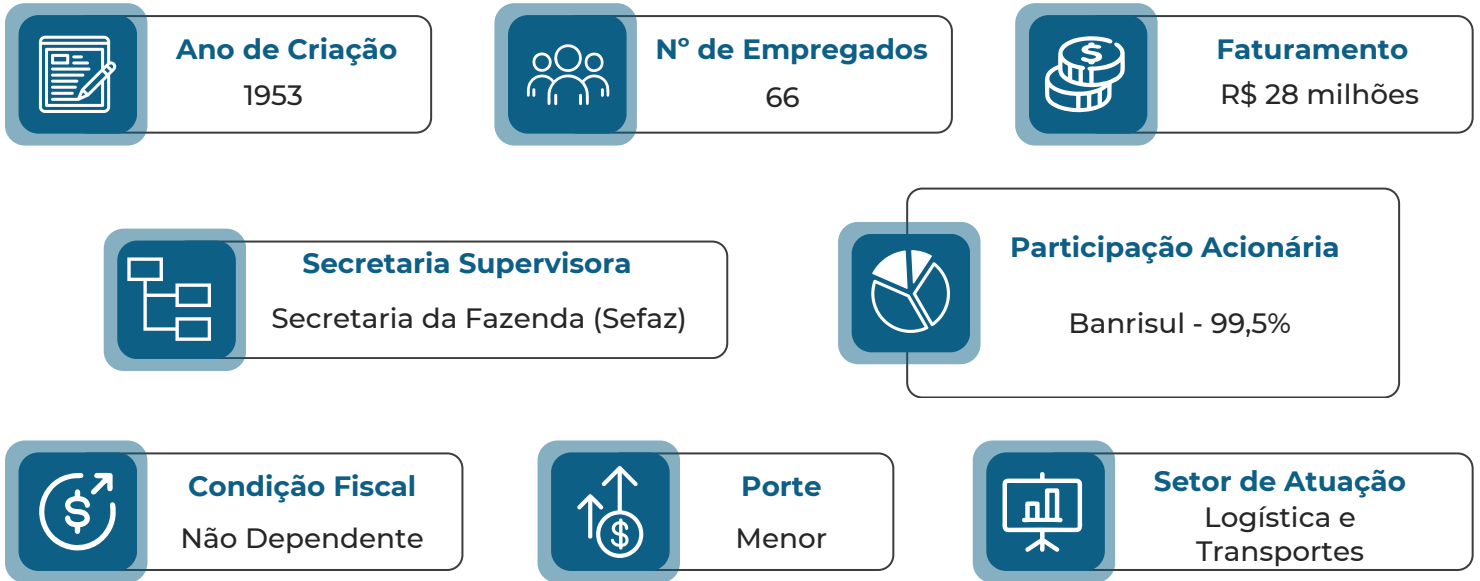 Ano de Criação
1953
Nº de Empregados
66
Faturamento
R$ 28 milhões
Secretaria Supervisora
Secretaria da Fazenda (Sefaz)
Participação Acionária
Banrisul - 99,5%
Condição Fiscal
Não Dependente
Porte
Menor
Setor de Atuação
Logística e
Transportes